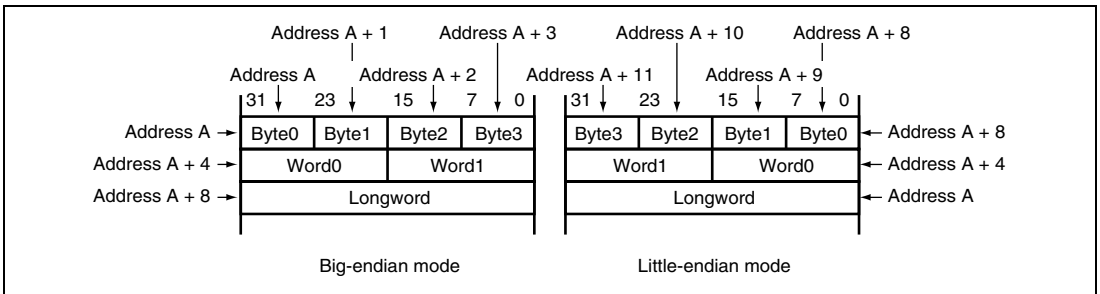 Address A + 1 Address A + 3 Address A + 10 Address A + 8
Address A Address A + 2 Address A + 11 Address A + 9
31 23 15 7 0 31 23 15 7 0
Address A Byte0 Byte1 Byte2 Byte3 Byte3 Byte2 Byte1 Byte0 Address A + 8
Address A + 4 Word0 Word1 Word1 Word0 Address A + 4
Address A + 8 Longword Longword Address A
Big-endian mode Little-endian mode